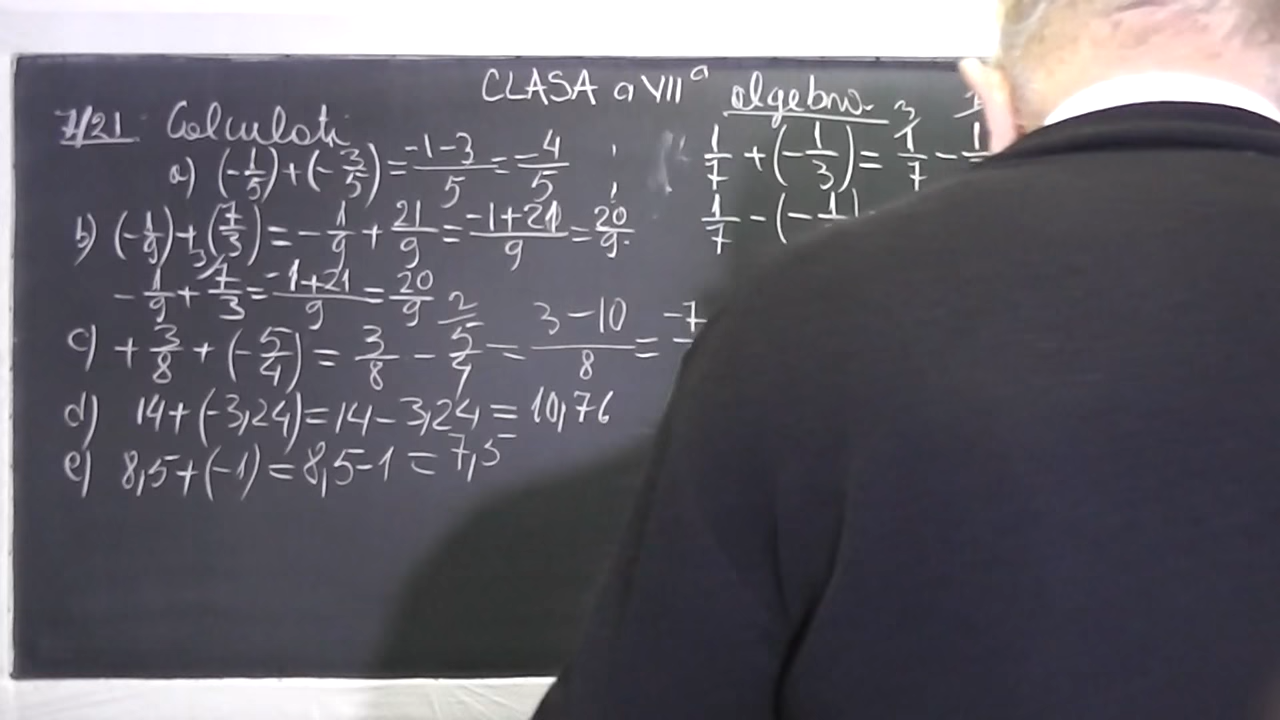 CLASA a VII a algebra
7/21 Calculati
a) (-1/5)+(-3/5)=(-1-3)/5=-4/5
b) (-1/9)+(7/3)=-1/9+21/9=(-1+21)/9=20/9
-1/9+7/3=(-1+21)/9=20/9
c) +3/8+(-5/4)=3/8-5/4=(3-10)/8=-7
d) 14+(-3,24)=14-3,24=10,76
e) 8,5+(-1)=8,5-1=7,5
1/7+(-1/3)=1/7-1
1/7-(-1